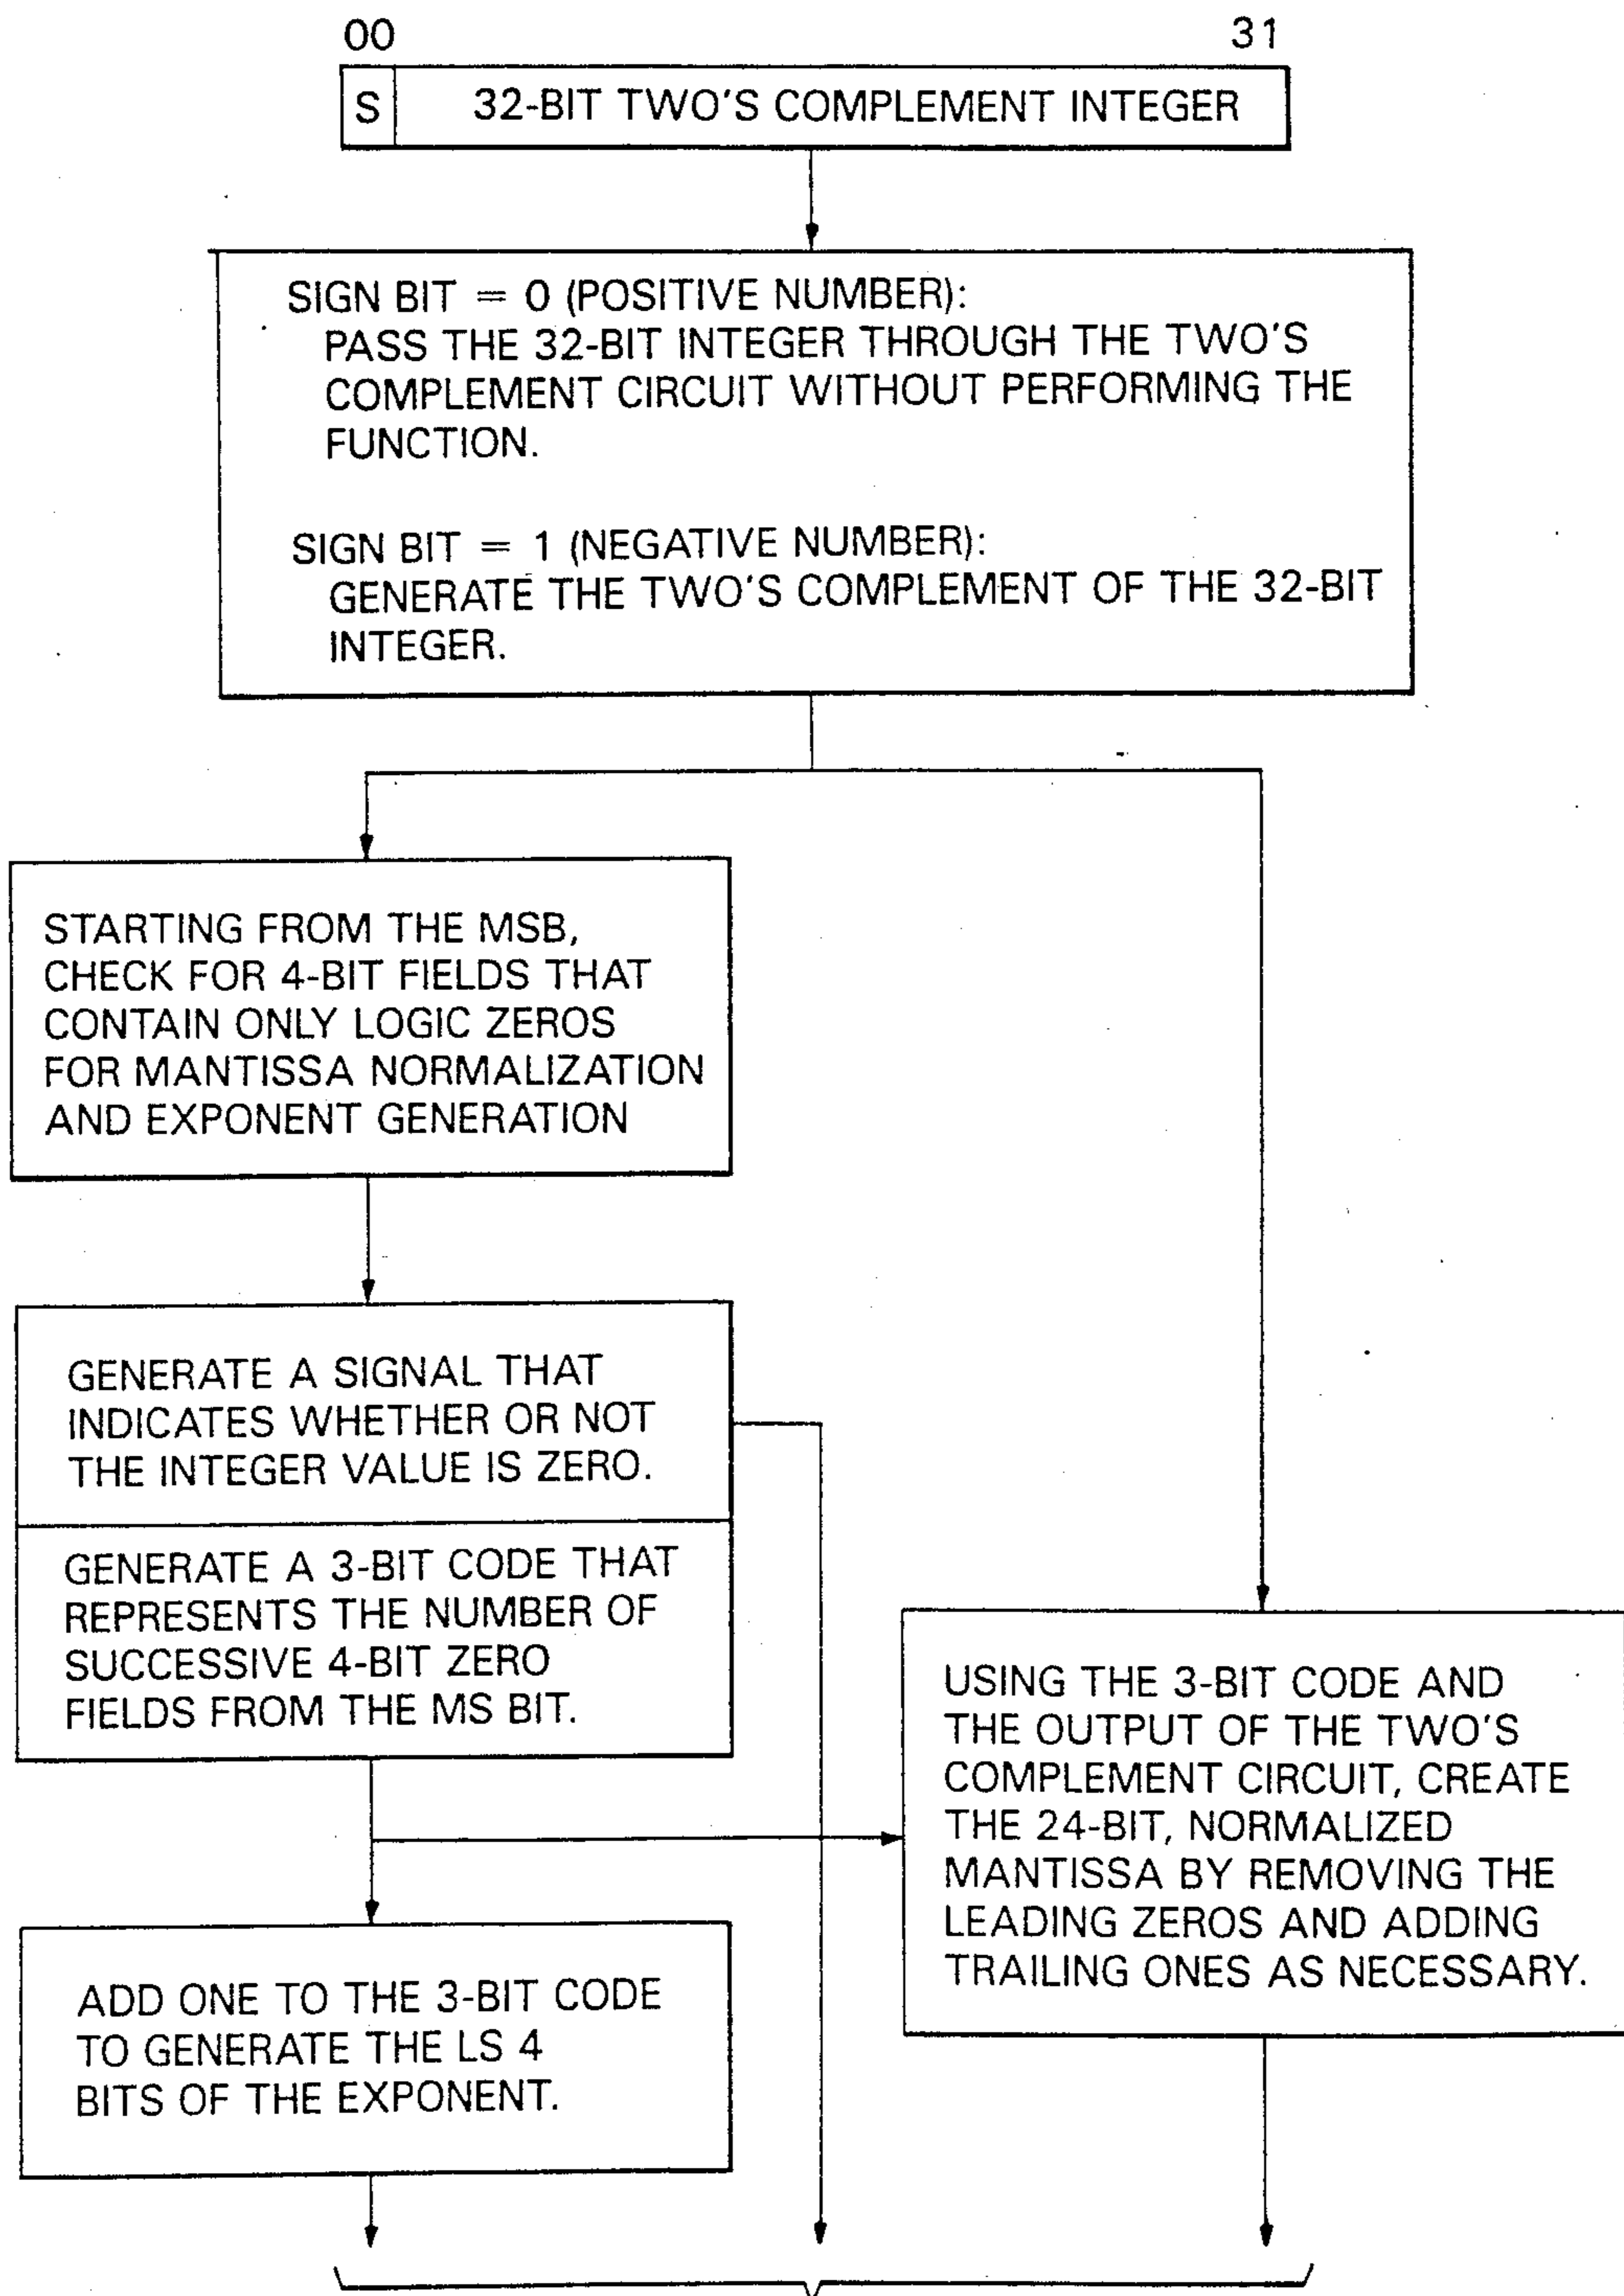 00 31
S 32-BIT TWO'S COMPLEMENT INTEGER
SIGN BIT = 0 (POSITIVE NUMBER):
PASS THE 32-BIT INTEGER THROUGH THE TWO'S
COMPLEMENT CIRCUIT WITHOUT PERFORMING THE
FUNCTION.
SIGN BIT = 1 (NEGATIVE NUMBER):
GENERATE THE TWO'S COMPLEMENT OF THE 32-BIT
INTEGER.
STARTING FROM THE MSB,
CHECK FOR 4-BIT FIELDS THAT
CONTAIN ONLY LOGIC ZEROS
FOR MANTISSA NORMALIZATION
AND EXPONENT GENERATION
GENERATE A SIGNAL THAT
INDICATES WHETHER OR NOT
THE INTEGER VALUE IS ZERO.
GENERATE A 3-BIT CODE THAT
REPRESENTS THE NUMBER OF
SUCCESSIVE 4-BIT ZERO
FIELDS FROM THE MS BIT.
USING THE 3-BIT CODE AND
THE OUTPUT OF THE TWO'S
COMPLEMENT CIRCUIT, CREATE
THE 24-BIT, NORMALIZED
MANTISSA BY REMOVING THE
LEADING ZEROS AND ADDING
TRAILING ONES AS NECESSARY.
ADD ONE TO THE 3-BIT CODE
TO GENERATE THE LS 4
BITS OF THE EXPONENT.